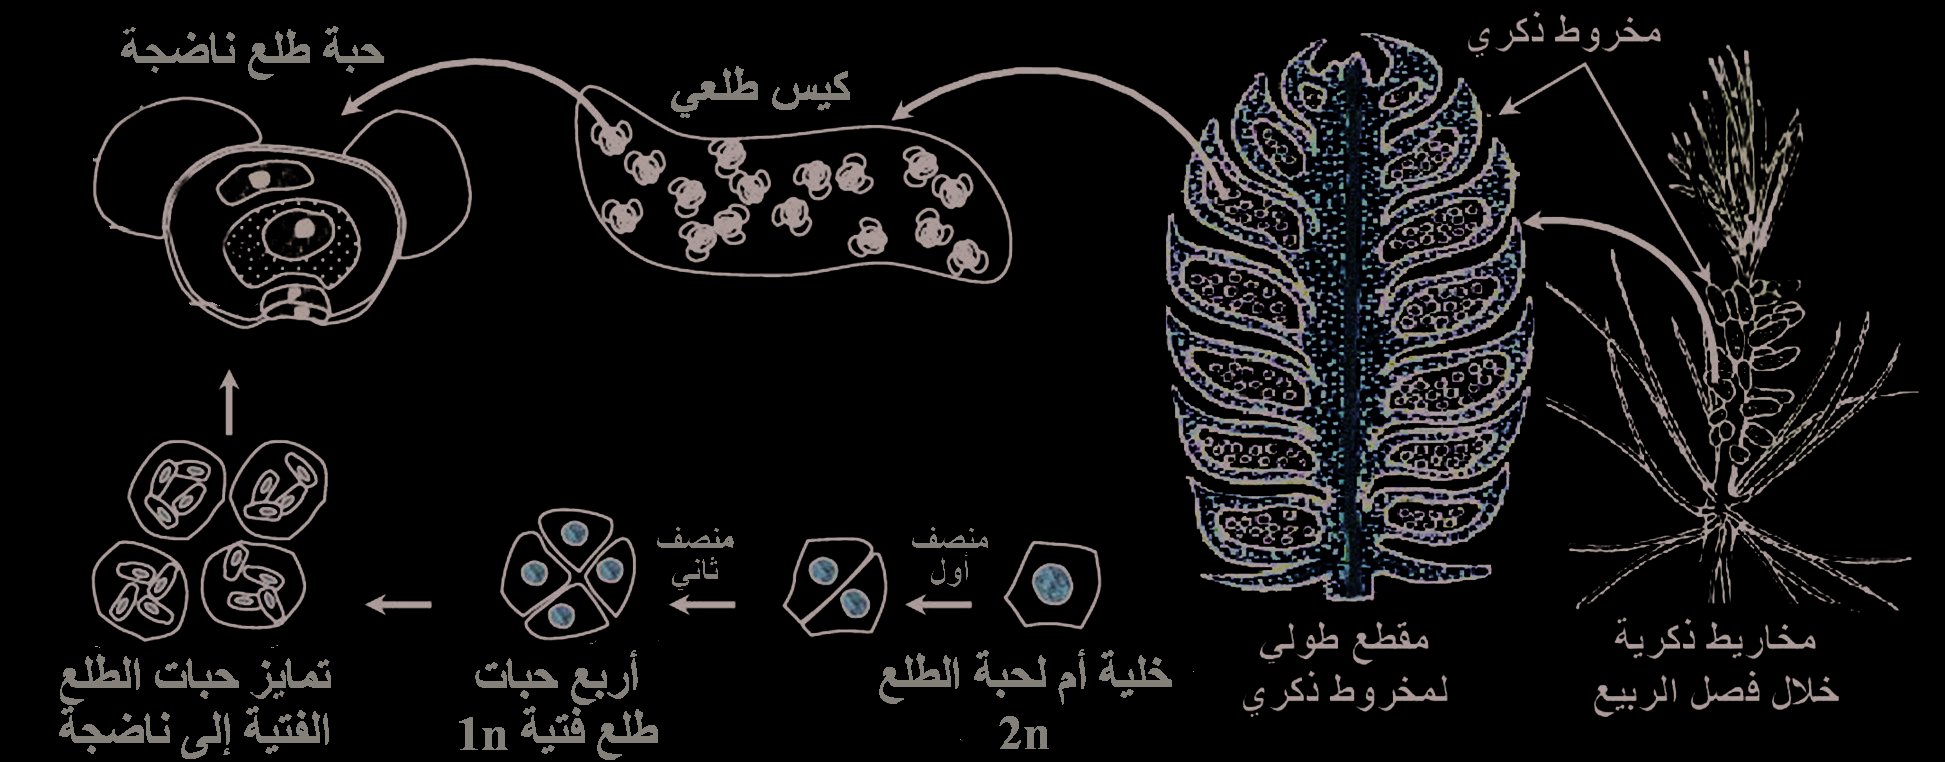 مخروط ذكري
كيس طلعي
حبة طلع ناضجة
مخاريط ذكرية
خلال فصل الربيع
مقطع طولي
لمخروط ذكري
خلية أم لحبة الطلع
2n
منصف
أول
منصف
ثاني
أربع حبات
طلع فتية 1n
تمايز حبات الطلع
الفتية إلى ناضجة